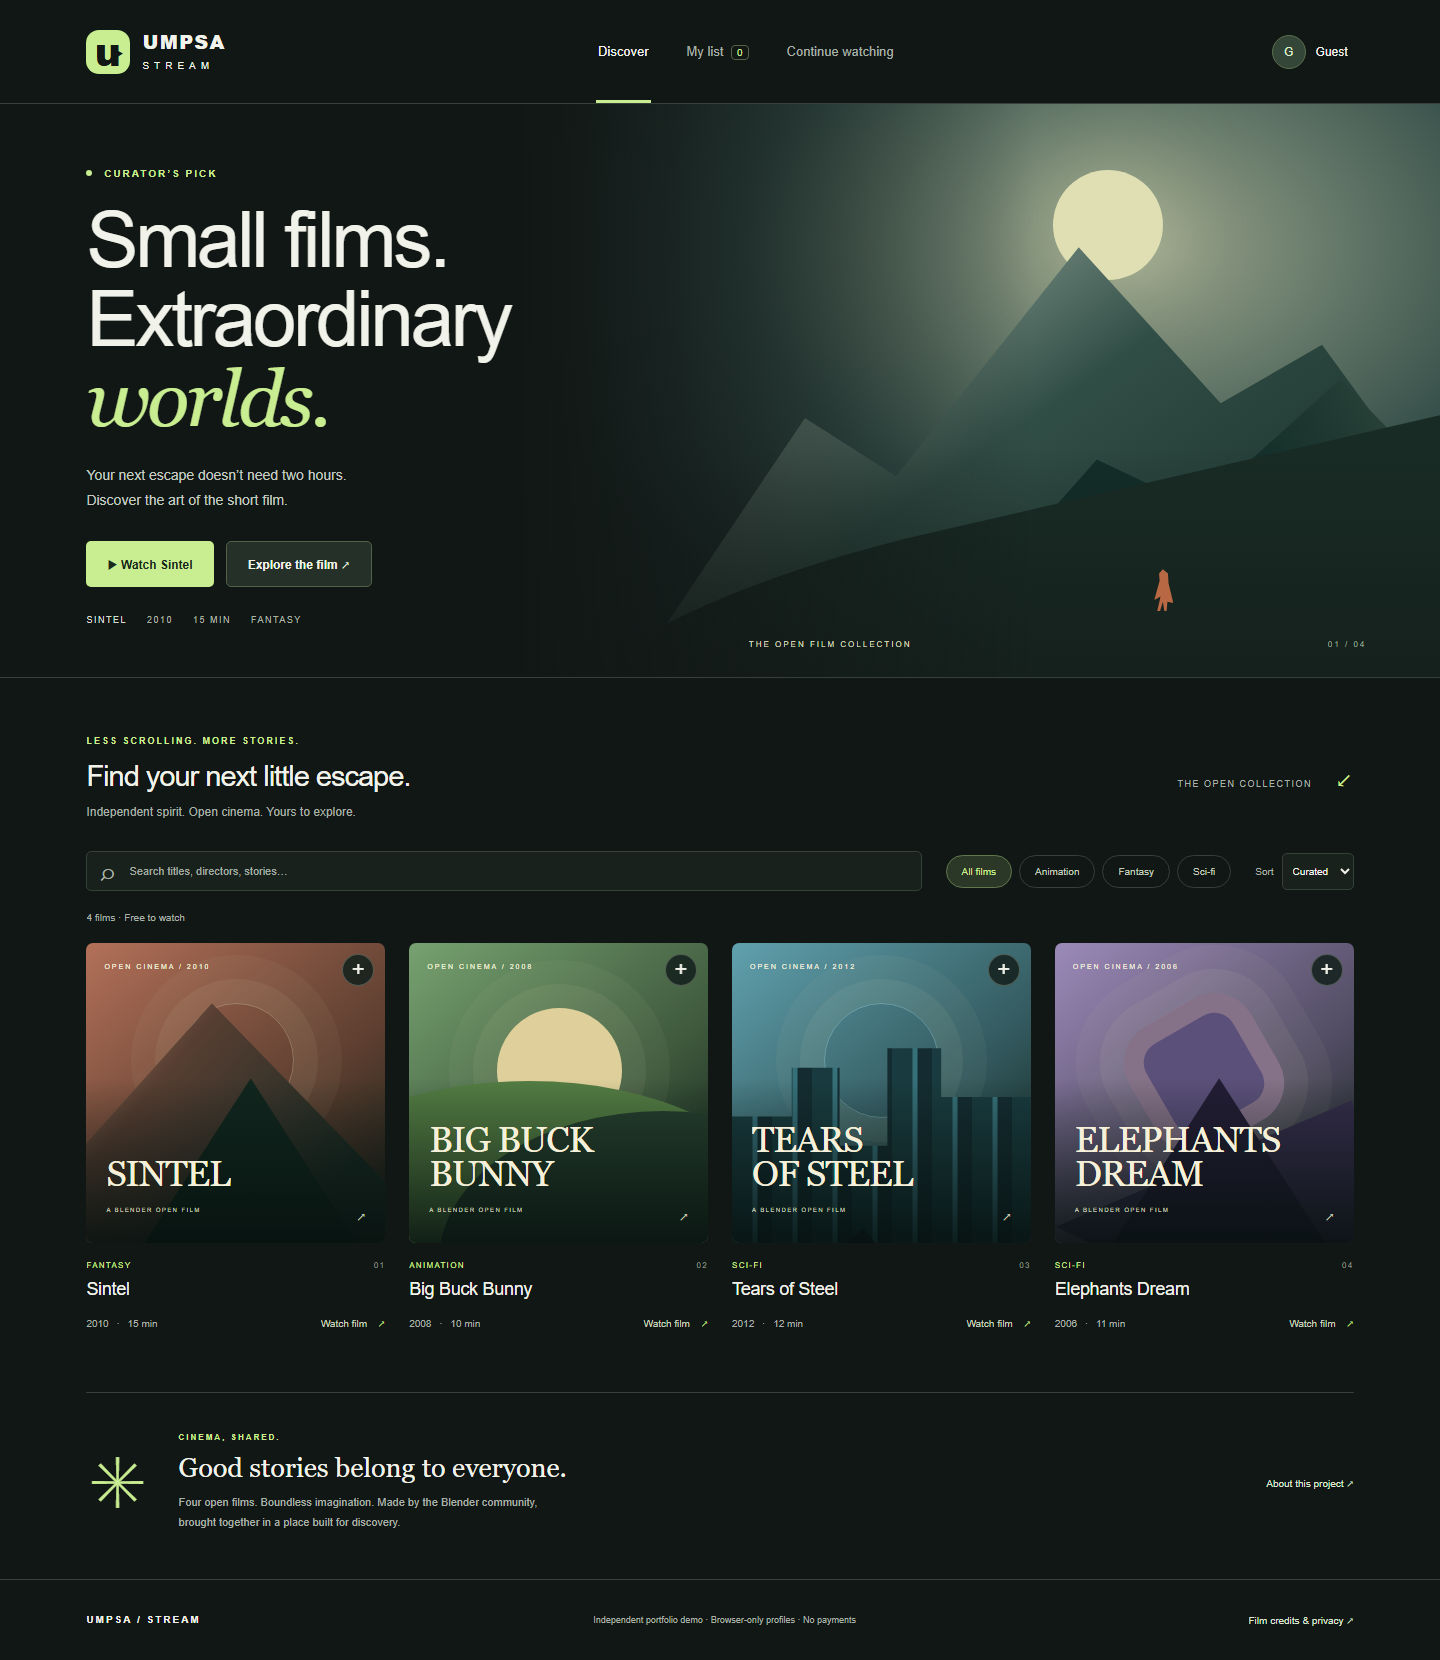 u
UMPSA
STREAM
Discover
My list 0
Continue watching
G Guest
CURATOR'S PICK
Small films.
Extraordinary
worlds.
Your next escape doesn't need two hours.
Discover the art of the short film.
▶ Watch Sintel
Explore the film ↗
SINTEL 2010 15 MIN FANTASY
THE OPEN FILM COLLECTION
01 / 04
LESS SCROLLING. MORE STORIES.
Find your next little escape.
Independent spirit. Open cinema. Yours to explore.
THE OPEN COLLECTION ↙
Search titles, directors, stories...
All films
Animation
Fantasy
Sci-fi
Sort Curated
4 films · Free to watch
OPEN CINEMA / 2010
+
SINTEL
A BLENDER OPEN FILM
↗
FANTASY 01
Sintel
2010 · 15 min Watch film ↗
OPEN CINEMA / 2008
+
BIG BUCK
BUNNY
A BLENDER OPEN FILM
↗
ANIMATION 02
Big Buck Bunny
2008 · 10 min Watch film ↗
OPEN CINEMA / 2012
+
TEARS
OF STEEL
A BLENDER OPEN FILM
↗
SCI-FI 03
Tears of Steel
2012 · 12 min Watch film ↗
OPEN CINEMA / 2006
+
ELEPHANTS
DREAM
A BLENDER OPEN FILM
↗
SCI-FI 04
Elephants Dream
2006 · 11 min Watch film ↗
CINEMA, SHARED.
Good stories belong to everyone.
Four open films. Boundless imagination. Made by the Blender community,
brought together in a place built for discovery.
About this project ↗
UMPSA / STREAM
Independent portfolio demo · Browser-only profiles · No payments
Film credits & privacy ↗